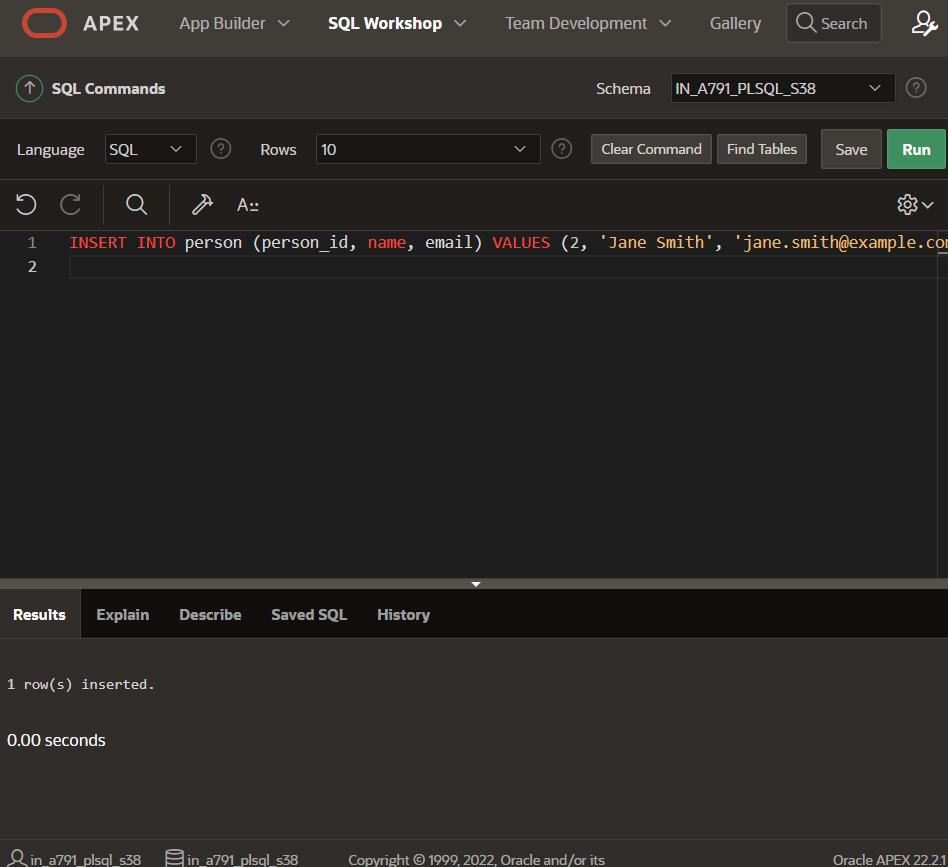 APEX App Builder SQL Workshop Team Development Gallery Search
SQL Commands Schema IN_A791_PLSQL_S38
Language SQL Rows 10 Clear Command Find Tables Save Run
A::
1 INSERT INTO person (person_id, name, email) VALUES (2, 'Jane Smith', 'jane.smith@example.co
2
Results Explain Describe Saved SQL History
1 row(s) inserted.
0.00 seconds
in_a791_plsql_s38 in_a791_plsql_s38 Copyright © 1999, 2022, Oracle and/or its Oracle APEX 22.2.1